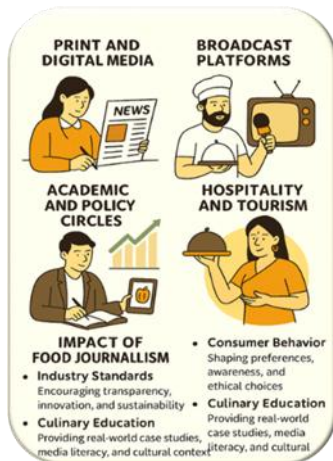 PRINT AND
DIGITAL MEDIA
NEWS
BROADCAST
PLATFORMS
ACADEMIC
AND POLICY
CIRCLES
HOSPITALITY
AND TOURISM
IMPACT OF
FOOD JOURNALLISM
• Industry Standards
Encouraging transparency,
innovation, and sustainability
• Culinary Education
Providing real-world case studies,
media literacy, and cultural context
• Consumer Behavior
Shaping preferences,
awareness, and
ethical choices
• Culinary Education
Providing real-world
case studies, media
literacy, and cultural